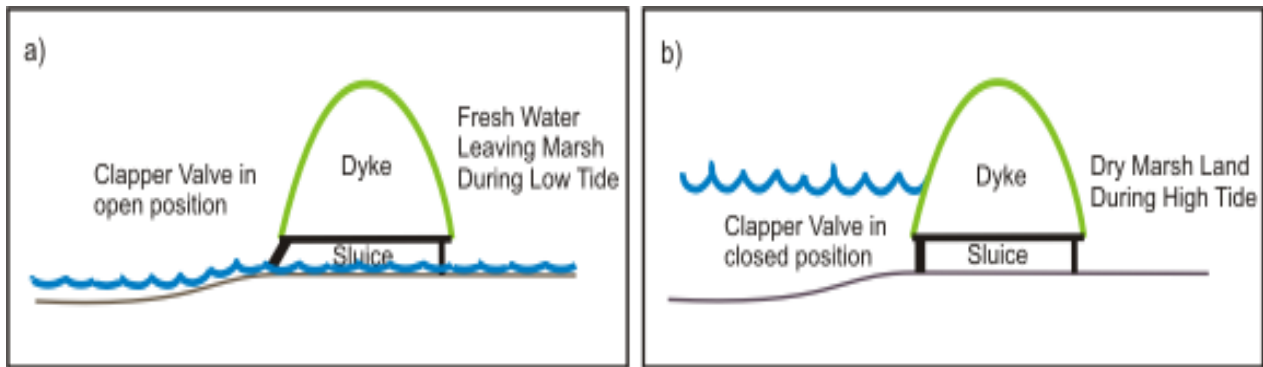 a)
Fresh Water
Leaving Marsh
During Low Tide
Dyke
Clapper Valve in
open position
Sluice
b)
Dyke
Dry Marsh Land
During High Tide
Clapper Valve in
closed position
Sluice